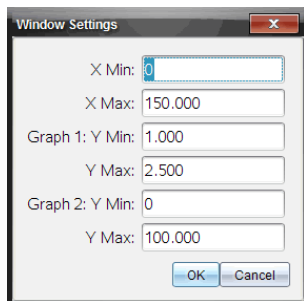 Window Settings
X Min: 0
X Max: 150.000
Graph 1: Y Min: 1.000
Y Max: 2.500
Graph 2: Y Min: 0
Y Max: 100.000
OK Cancel